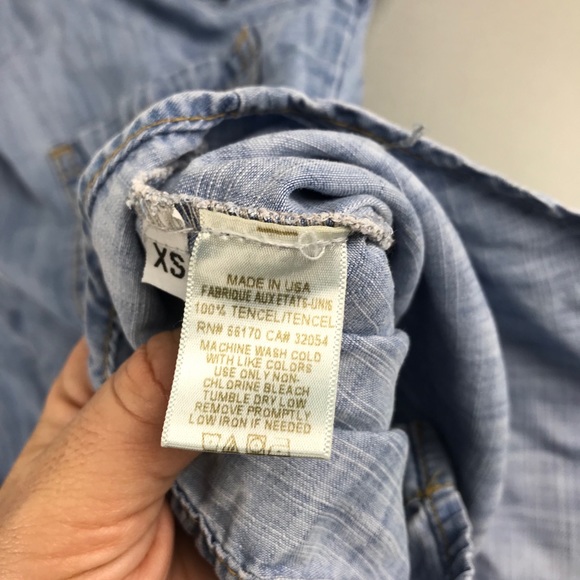 XS
MADE IN USA
FABRIQUE AUX ETATS-UNIS
100% TENCEL/TENCEL
RN# 66170 CA# 32054
MACHINE WASH COLD
WITH LIKE COLORS
USE ONLY NON-
CHLORINE BLEACH
TUMBLE DRY LOW
REMOVE PROMPTLY
LOW IRON IF NEEDED